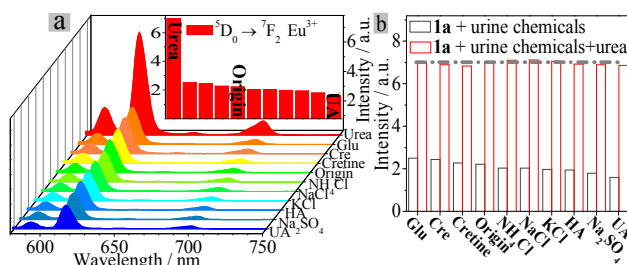 a
⁵D₀ → ⁷F₂ Eu³⁺
Urea
Origin
UA
2
4
6
Intensity / a.u.
2
4
6
Urea
Glu
Cre
Cretine
Origin
NH₄Cl
NaCl
KCl
HA
Na₂SO₄
UA
600
650
700
750
Wavelength / nm
b
1a + urine chemicals
1a + urine chemicals+urea
Intensity / a.u.
8
6
4
2
0
Glu
Cre
Cretine
Origin
NH₄Cl
NaCl
KCl
HA
Na₂SO₄
UA